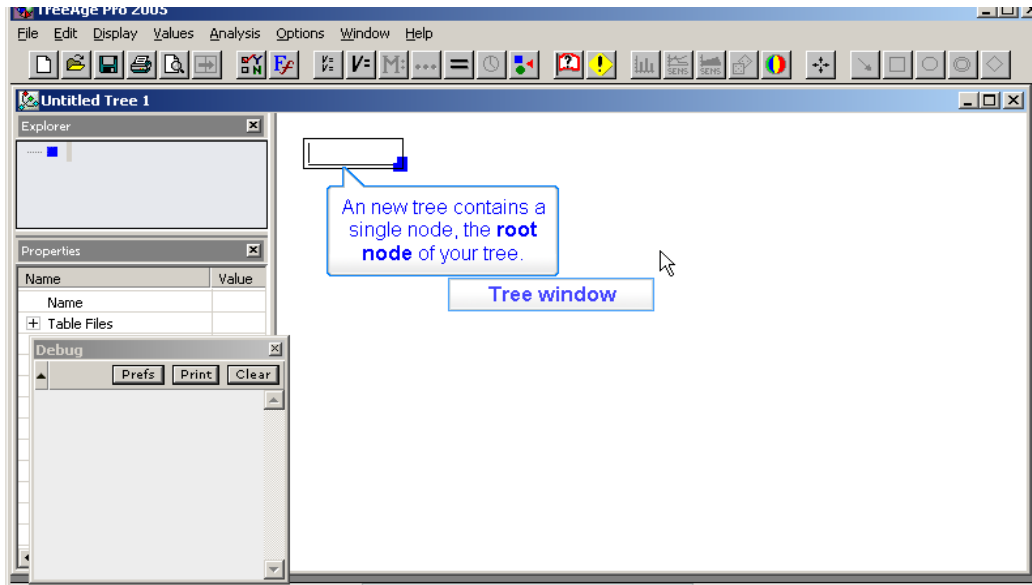 TreeAge Pro 2005
File Edit Display Values Analysis Options Window Help
Untitled Tree 1
Explorer
An new tree contains a
single node, the root
node of your tree.
Properties
Name Value
Name
Tree window
Table Files
Debug
Prefs Print Clear